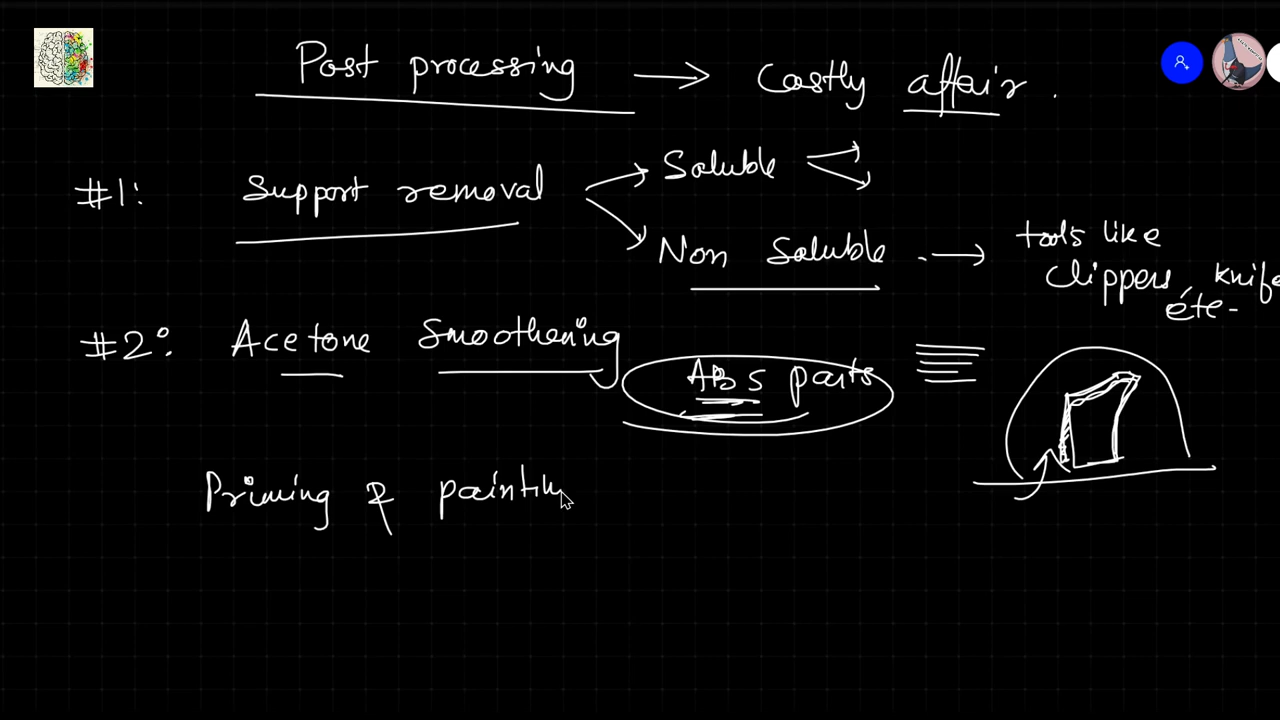 Post processing → Costly affair.
#1: Support removal → Soluble
→ Non Soluble → tools like
clippers, knife
etc-
#2: Acetone Smoothening
ABS parts
Priming & paintin